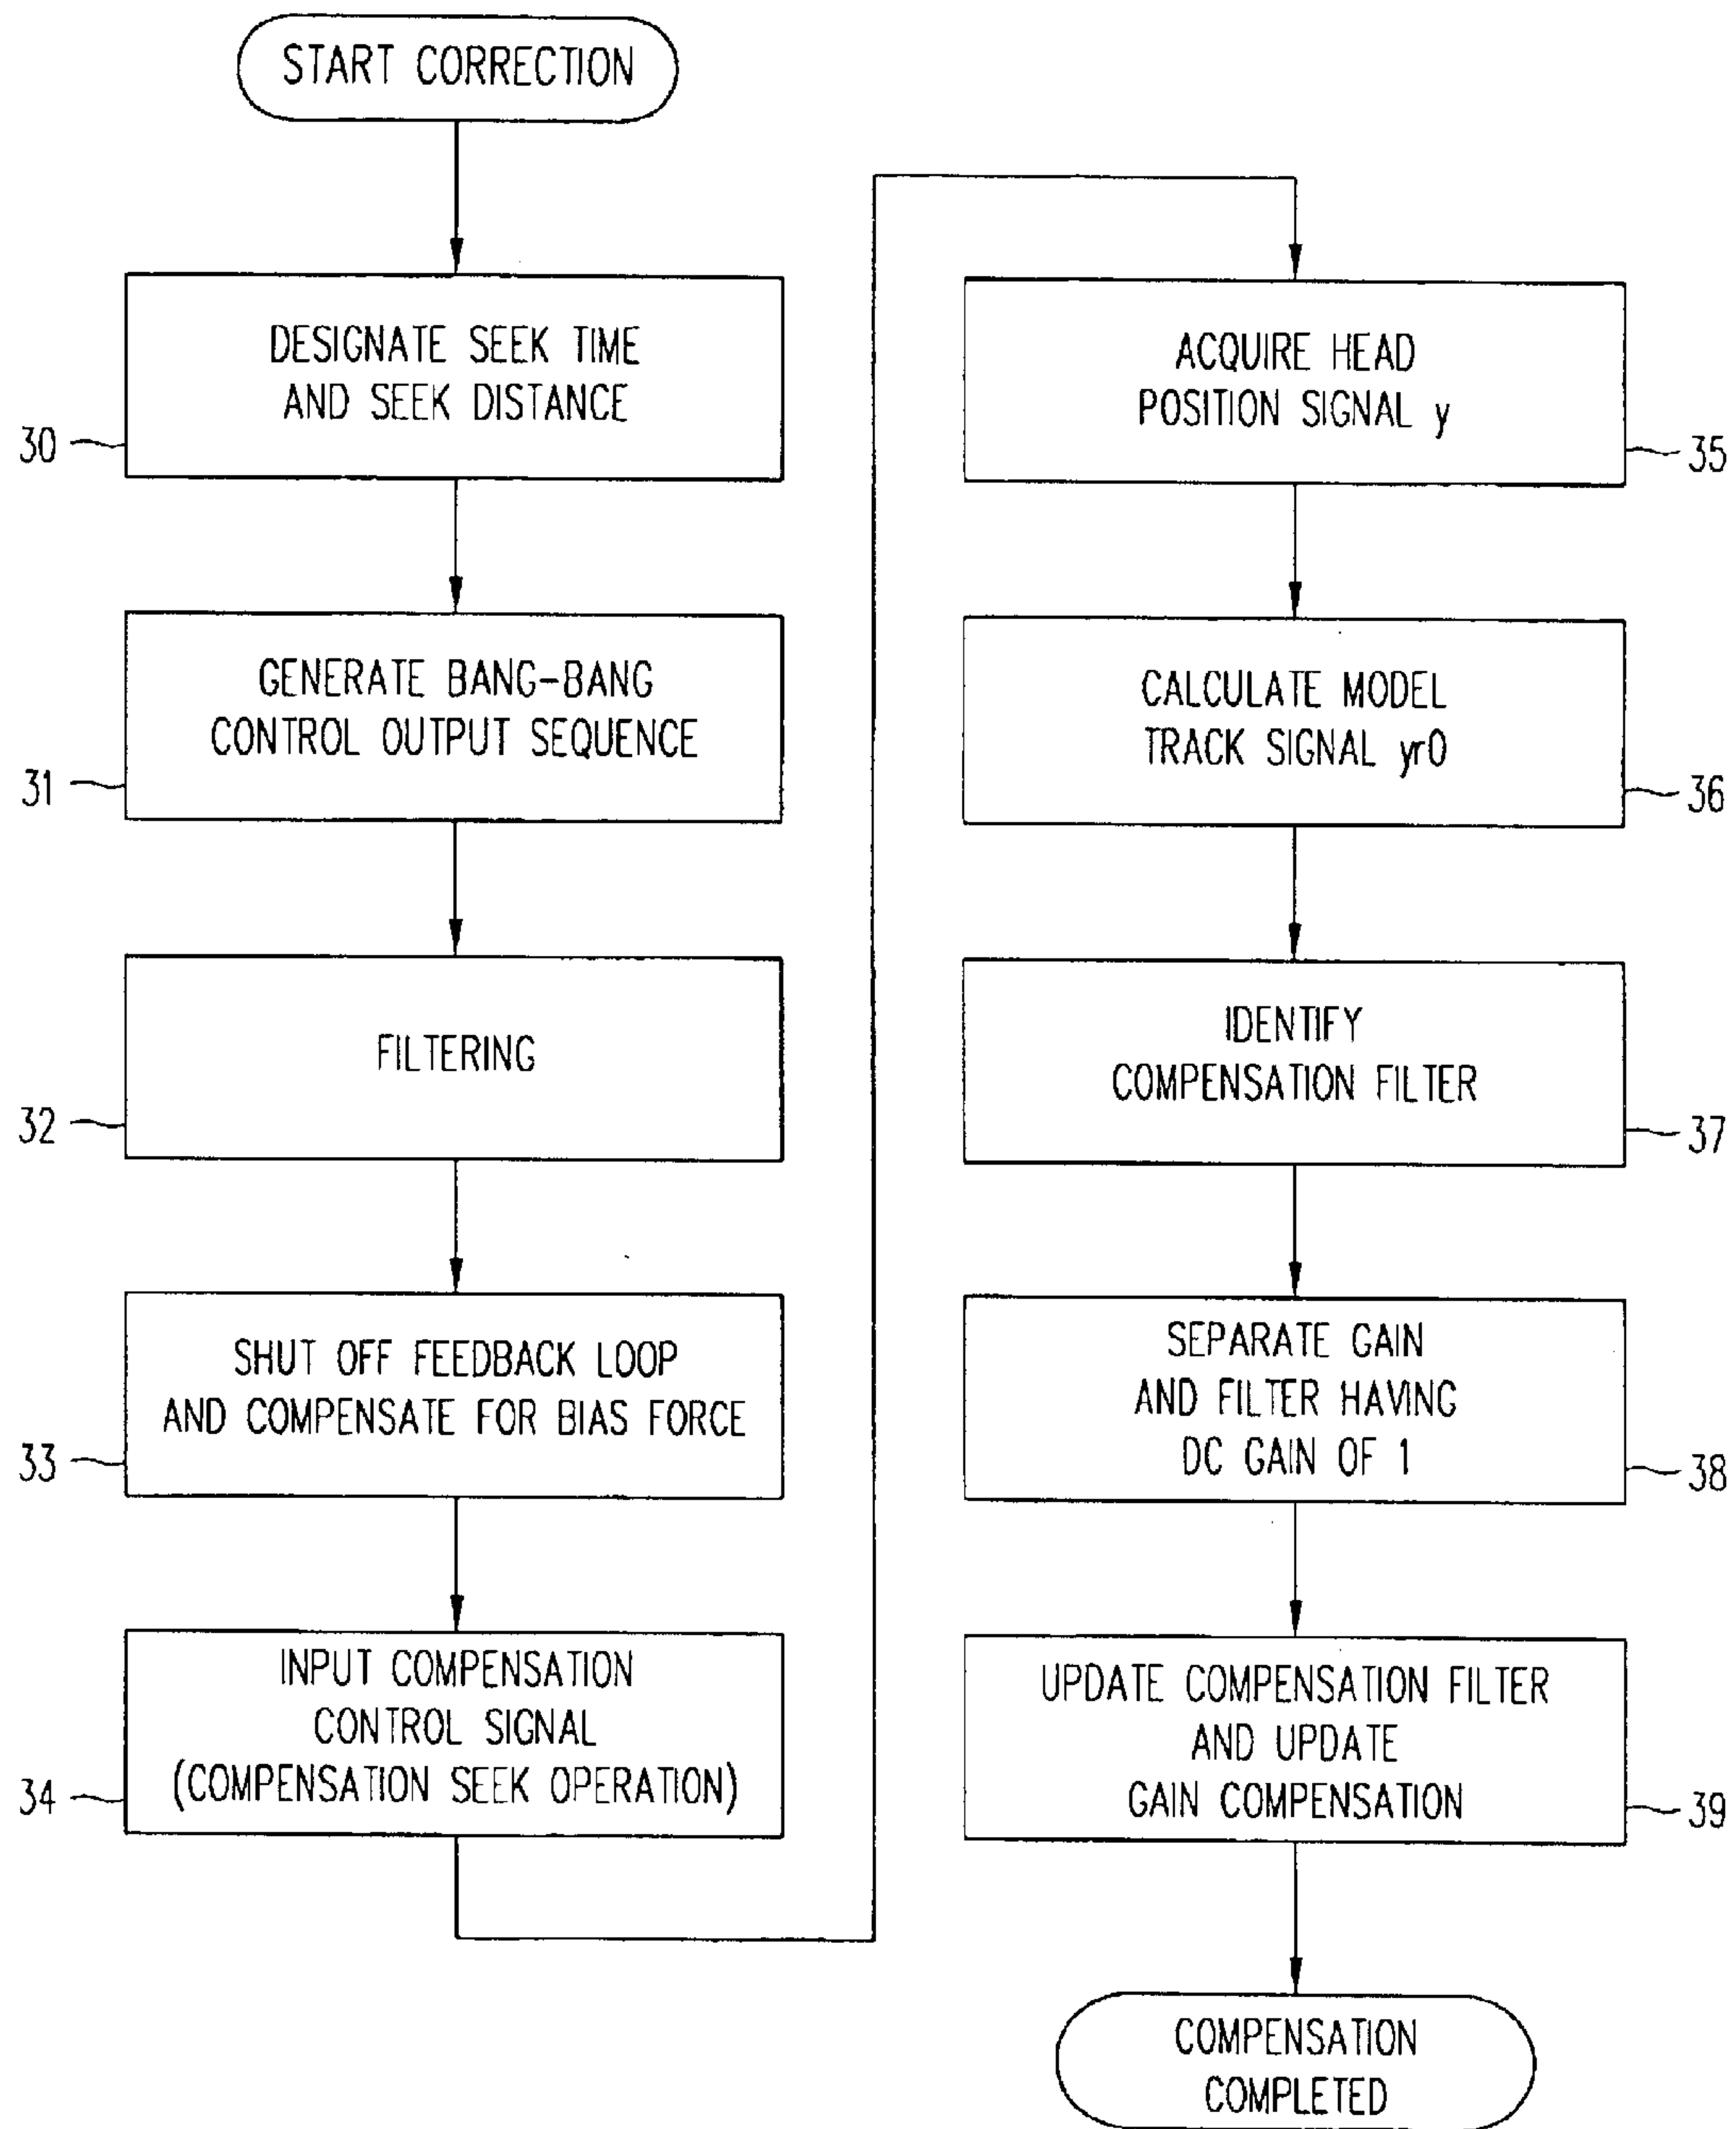 START CORRECTION
DESIGNATE SEEK TIME
AND SEEK DISTANCE
30
GENERATE BANG-BANG
CONTROL OUTPUT SEQUENCE
31
FILTERING
32
SHUT OFF FEEDBACK LOOP
AND COMPENSATE FOR BIAS FORCE
33
INPUT COMPENSATION
CONTROL SIGNAL
(COMPENSATION SEEK OPERATION)
34
ACQUIRE HEAD
POSITION SIGNAL y
35
CALCULATE MODEL
TRACK SIGNAL yr0
36
IDENTIFY
COMPENSATION FILTER
37
SEPARATE GAIN
AND FILTER HAVING
DC GAIN OF 1
38
UPDATE COMPENSATION FILTER
AND UPDATE
GAIN COMPENSATION
39
COMPENSATION
COMPLETED